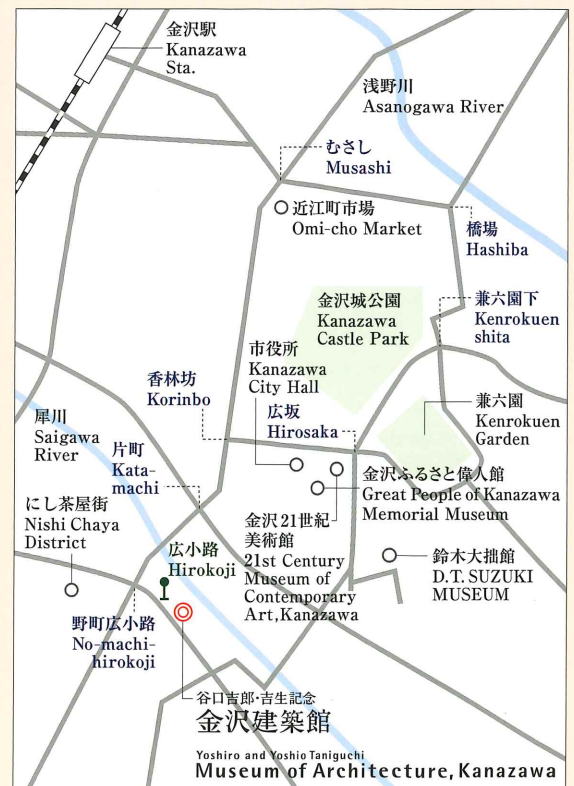 金沢駅
Kanazawa
Sta.
浅野川
Asanogawa River
むさし
Musashi
近江町市場
Omi-cho Market
橋場
Hashiba
金沢城公園
Kanazawa
Castle Park
兼六園下
Kenrokuen
shita
市役所
Kanazawa
City Hall
香林坊
Korinbo
広坂
Hirosaka
兼六園
Kenrokuen
Garden
犀川
Saigawa
River
片町
Kata-
machi
金沢ふるさと偉人館
Great People of Kanazawa
Memorial Museum
にし茶屋街
Nishi Chaya
District
金沢21世紀
美術館
21st Century
Museum of
Contemporary
Art,Kanazawa
広小路
Hirokoji
鈴木大拙館
D.T. SUZUKI
MUSEUM
野町広小路
No-machi-
hirokoji
谷口吉郎・吉生記念
金沢建築館
Yoshiro and Yoshio Taniguchi
Museum of Architecture, Kanazawa